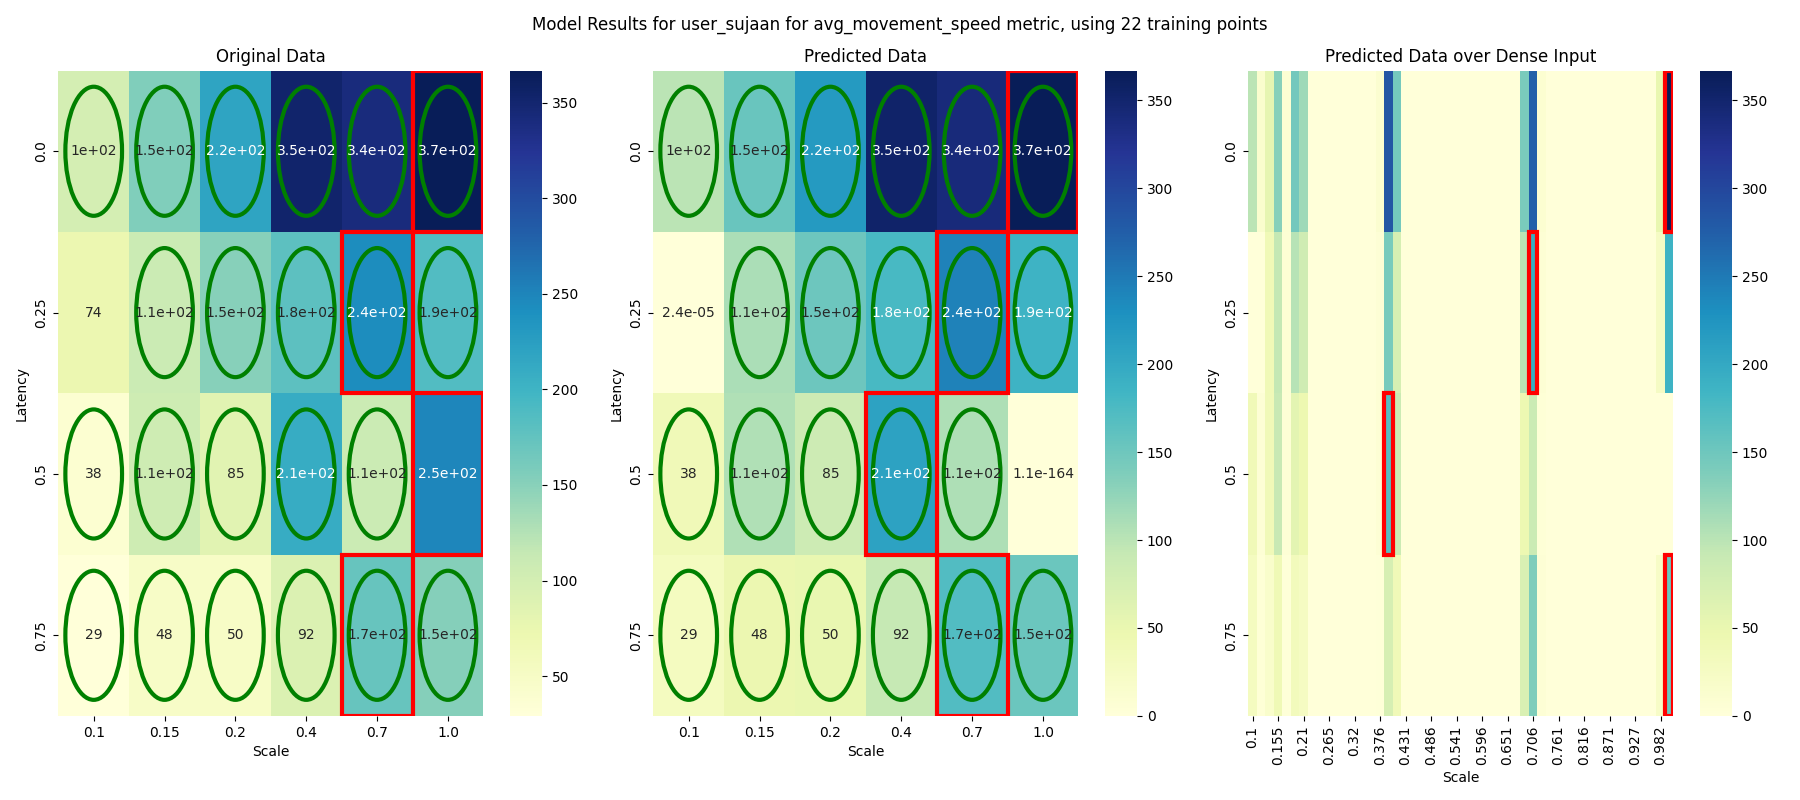 Model Results for user_sujaan for avg_movement_speed metric, using 22 training points
Original Data
1e+02 1.5e+02 2.2e+02 3.5e+02 3.4e+02 3.7e+02
74 1.1e+02 1.5e+02 1.8e+02 2.4e+02 1.9e+02
38 1.1e+02 85 2.1e+02 1.1e+02 2.5e+02
29 48 50 92 1.7e+02 1.5e+02
0.0
0.25
0.5
0.75
Latency
0.1 0.15 0.2 0.4 0.7 1.0
Scale
350
300
250
200
150
100
50
Predicted Data
1e+02 1.5e+02 2.2e+02 3.5e+02 3.4e+02 3.7e+02
2.4e-05 1.1e+02 1.5e+02 1.8e+02 2.4e+02 1.9e+02
38 1.1e+02 85 2.1e+02 1.1e+02 1.1e-164
29 48 50 92 1.7e+02 1.5e+02
0.0
0.25
0.5
0.75
Latency
0.1 0.15 0.2 0.4 0.7 1.0
Scale
350
300
250
200
150
100
50
0
Predicted Data over Dense Input
0.0
0.25
0.5
0.75
Latency
0.1 0.155 0.21 0.265 0.32 0.376 0.431 0.486 0.541 0.596 0.651 0.706 0.761 0.816 0.871 0.927 0.982
Scale
350
300
250
200
150
100
50
0